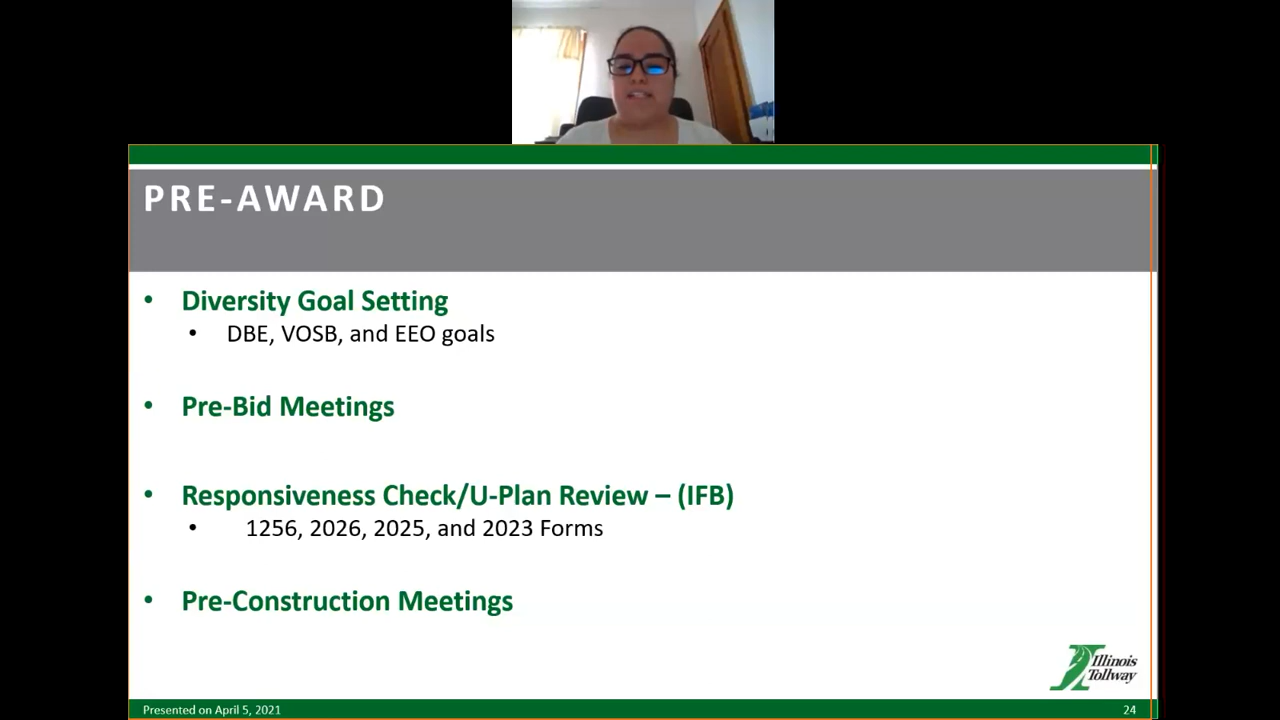 PRE-AWARD
• Diversity Goal Setting
• DBE, VOSB, and EEO goals
• Pre-Bid Meetings
• Responsiveness Check/U-Plan Review – (IFB)
• 1256, 2026, 2025, and 2023 Forms
• Pre-Construction Meetings
Illinois
Tollway
Presented on April 5, 2021
24